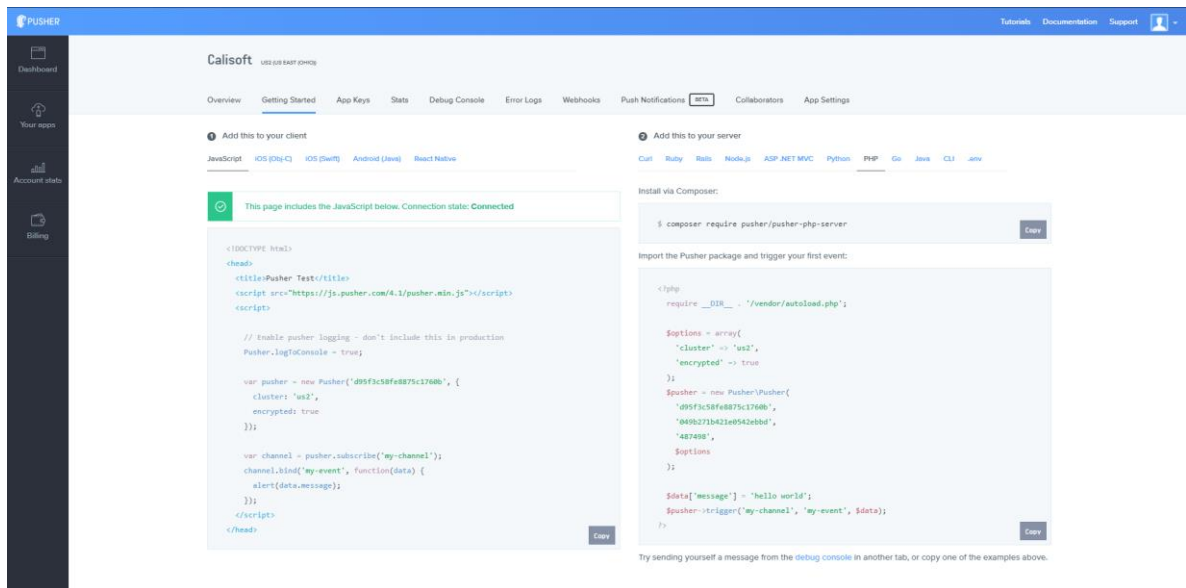 PUSHER
Tutorials Documentation Support
Dashboard
Your apps
Account stats
Billing
Calisoft US2 (US EAST (OHIO))
Overview Getting Started App Keys Stats Debug Console Error Logs Webhooks Push Notifications BETA Collaborators App Settings
1 Add this to your client
JavaScript iOS (Obj-C) iOS (Swift) Android (Java) React Native
This page includes the JavaScript below. Connection state: Connected
<!DOCTYPE html>
<head>
<title>Pusher Test</title>
<script src="https://js.pusher.com/4.1/pusher.min.js"></script>
<script>
// Enable pusher logging - don't include this in production
Pusher.logToConsole = true;
var pusher = new Pusher('d95f3c58fe8875c1760b', {
cluster: 'us2',
encrypted: true
});
var channel = pusher.subscribe('my-channel');
channel.bind('my-event', function(data) {
alert(data.message);
});
</script>
</head>
Copy
2 Add this to your server
Curl Ruby Rails Node.js ASP .NET MVC Python PHP Go Java CLI .env
Install via Composer:
$ composer require pusher/pusher-php-server
Copy
Import the Pusher package and trigger your first event:
<?php
require __DIR__ . '/vendor/autoload.php';
$options = array(
'cluster' => 'us2',
'encrypted' => true
);
$pusher = new Pusher\Pusher(
'd95f3c58fe8875c1760b',
'049b271b421e0542ebbd',
'487498',
$options
);
$data['message'] = 'hello world';
$pusher->trigger('my-channel', 'my-event', $data);
?>
Copy
Try sending yourself a message from the debug console in another tab, or copy one of the examples above.